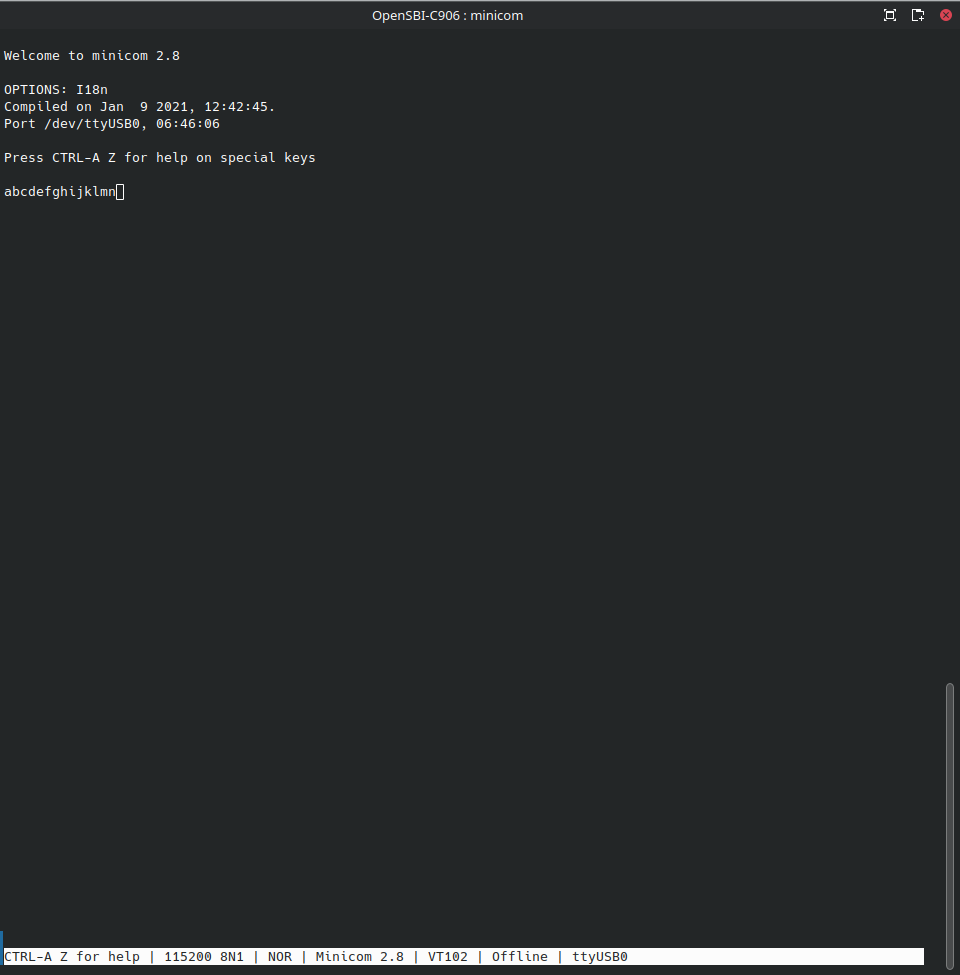 OpenSBI-C906 : minicom
Welcome to minicom 2.8
OPTIONS: I18n
Compiled on Jan  9 2021, 12:42:45.
Port /dev/ttyUSB0, 06:46:06
Press CTRL-A Z for help on special keys
abcdefghijklmn
CTRL-A Z for help | 115200 8N1 | NOR | Minicom 2.8 | VT102 | Offline | ttyUSB0